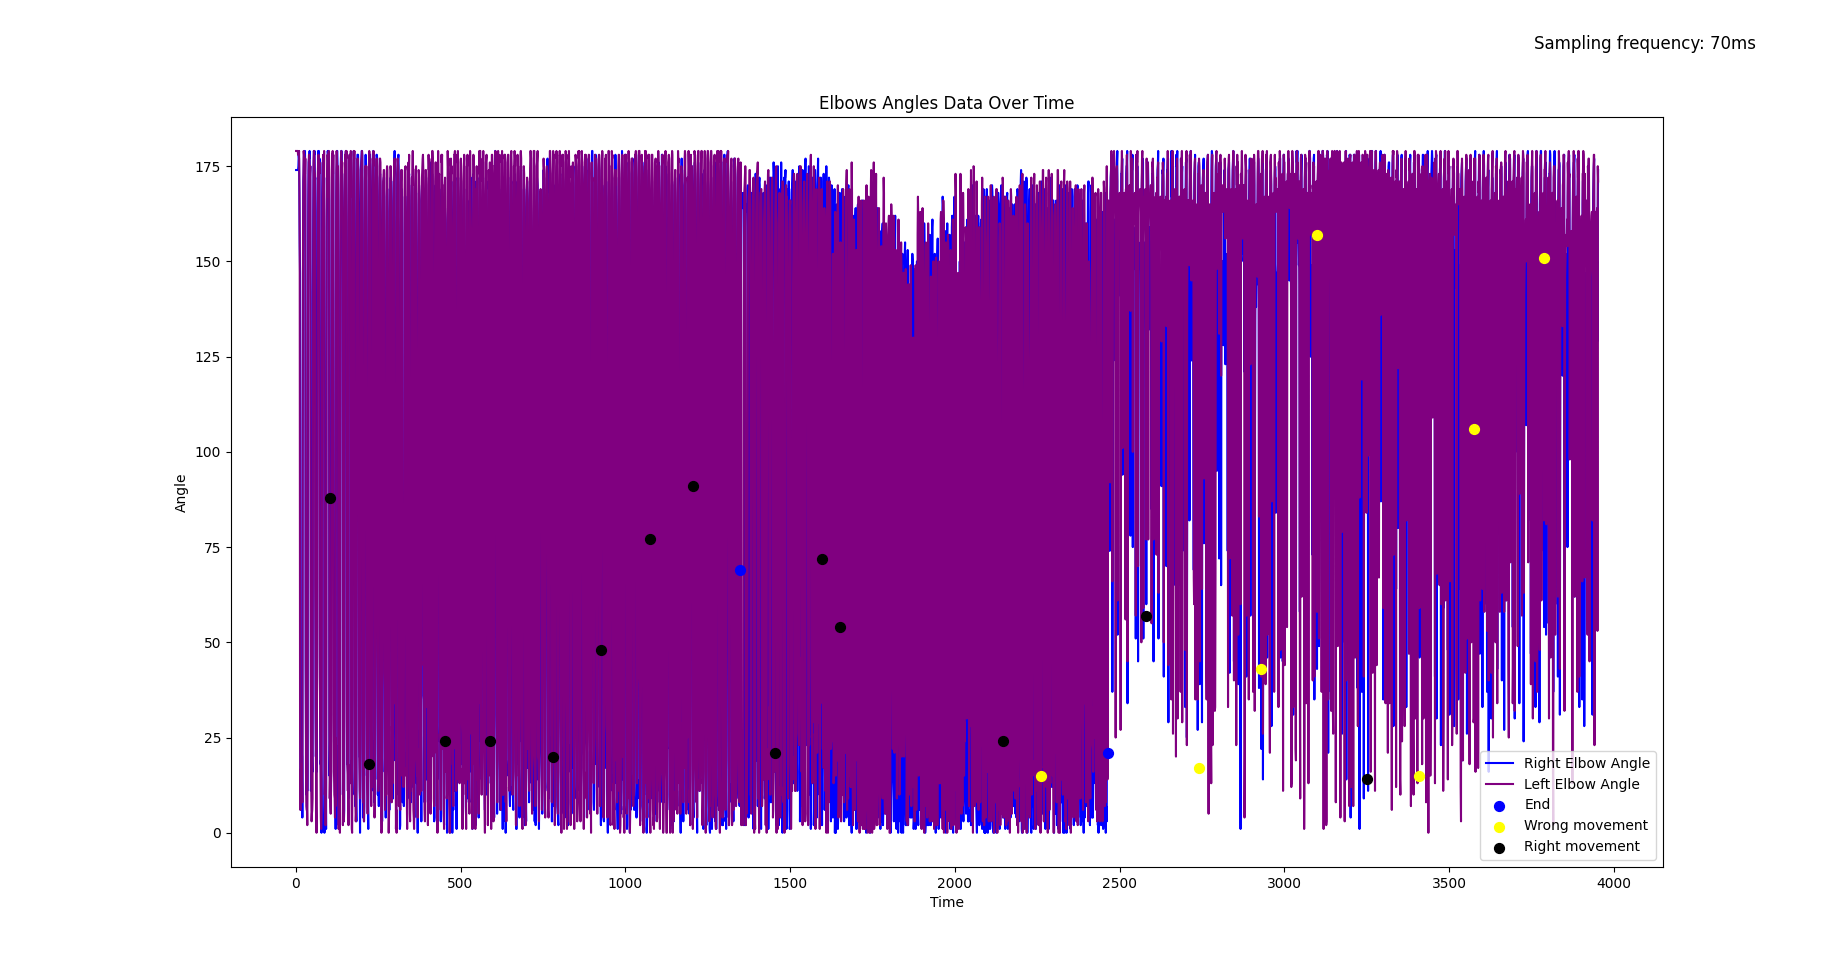 Sampling frequency: 70ms
Elbows Angles Data Over Time
Angle
175
150
125
100
75
50
25
0
Right Elbow Angle
Left Elbow Angle
End
Wrong movement
Right movement
0 500 1000 1500 2000 2500 3000 3500 4000
Time